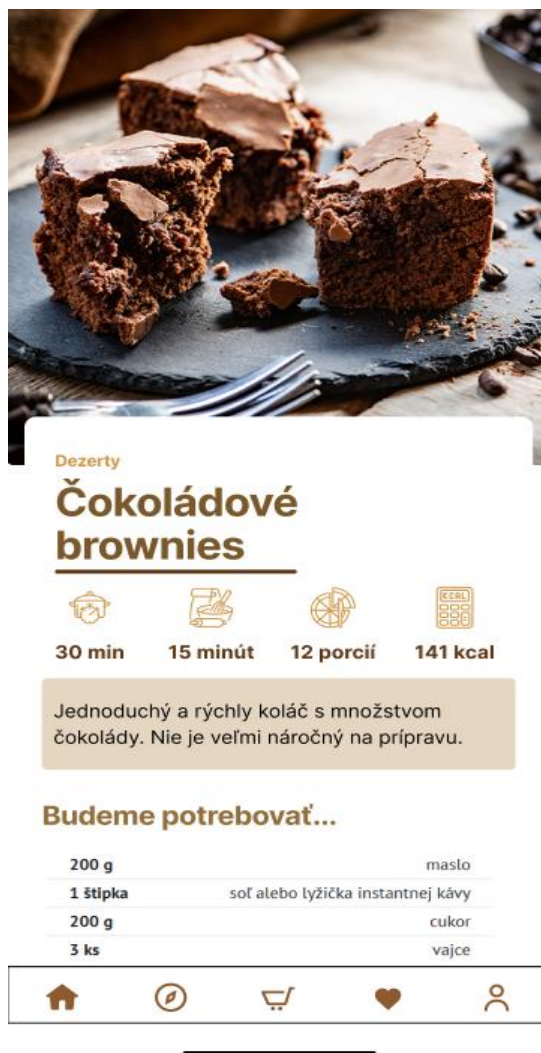 Dezerty
Čokoládové
brownies
KCAL
30 min 15 minút 12 porcií 141 kcal
Jednoduchý a rýchly koláč s množstvom
čokolády. Nie je veľmi náročný na prípravu.
Budeme potrebovať...
200 g maslo
1 štipka soľ alebo lyžička instantnej kávy
200 g cukor
3 ks vajce